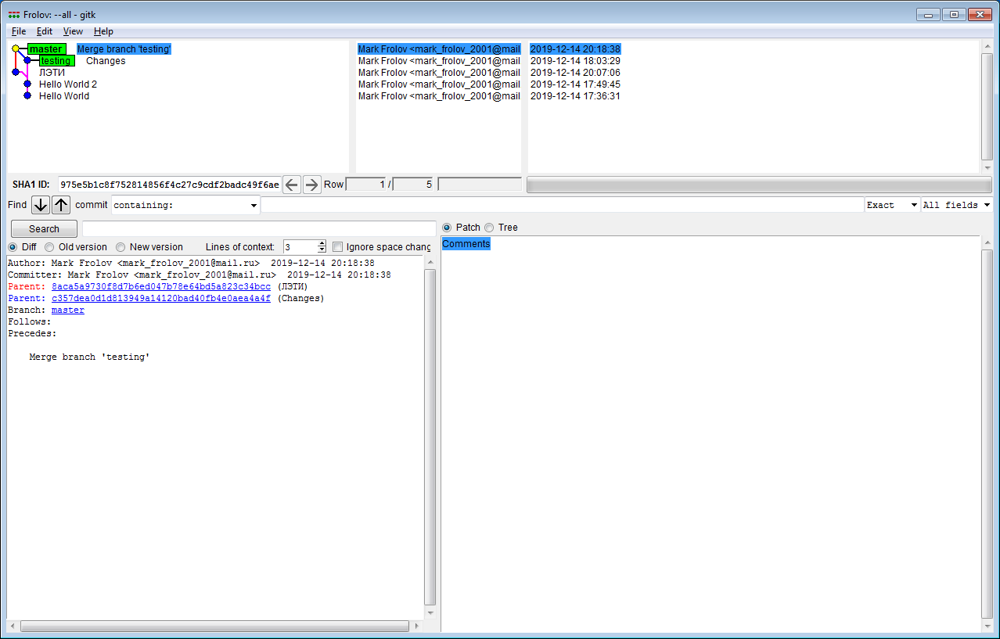 Frolov: --all - gitk
File Edit View Help
master Merge branch 'testing' Mark Frolov <mark_frolov_2001@mail 2019-12-14 20:18:38
testing Changes Mark Frolov <mark_frolov_2001@mail 2019-12-14 18:03:29
ЛЭТИ Mark Frolov <mark_frolov_2001@mail 2019-12-14 20:07:06
Hello World 2 Mark Frolov <mark_frolov_2001@mail 2019-12-14 17:49:45
Hello World Mark Frolov <mark_frolov_2001@mail 2019-12-14 17:36:31
SHA1 ID: 975e5b1c8f752814856f4c27c9cdf2badc49f6ae Row 1 / 5
Find commit containing: Exact All fields
Search
Patch Tree
Diff Old version New version Lines of context: 3 Ignore space chang
Comments
Author: Mark Frolov <mark_frolov_2001@mail.ru> 2019-12-14 20:18:38
Committer: Mark Frolov <mark_frolov_2001@mail.ru> 2019-12-14 20:18:38
Parent: 8aca5a9730f8d7b6ed047b78e64bd5a823c34bcc (ЛЭТИ)
Parent: c357dea0d1d813949a14120bad40fb4e0aea4a4f (Changes)
Branch: master
Follows:
Precedes:
Merge branch 'testing'